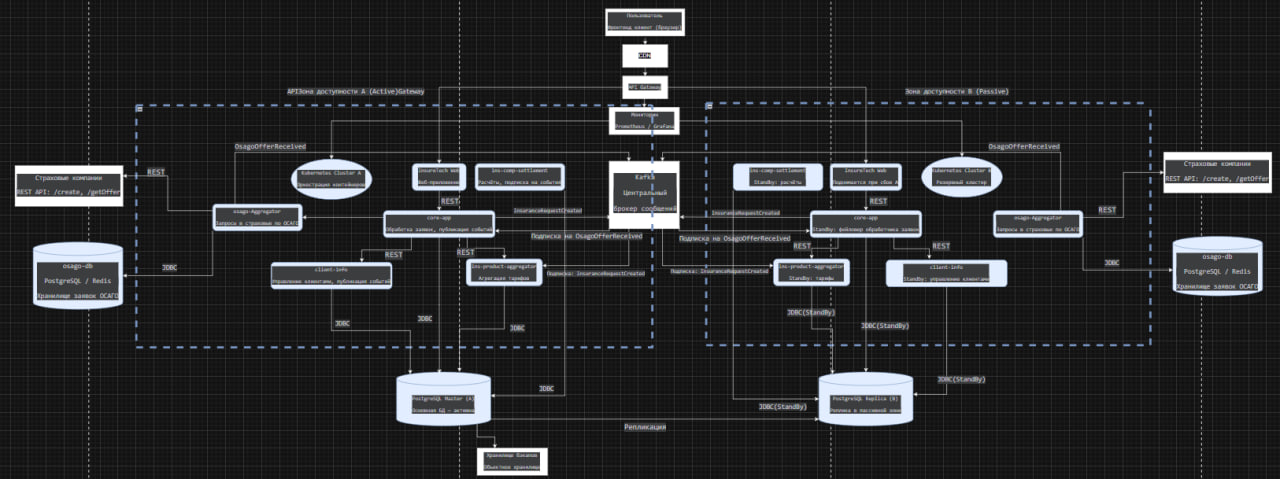 Пользователь
Фронтенд клиент (браузер)
CDN
API Gateway
APIЗона доступности A (Active)Gateway
Зона доступности B (Passive)
Мониторинг
Prometheus / Grafana
OsagoOfferReceived
OsagoOfferReceived
Страховые компании
REST API: /create, /getOffer
REST
Kubernetes Cluster A
Оркестрация контейнеров
InsureTech Web
Веб-приложение
ins-comp-settlement
Расчёты, подписка на события
Kafka
Центральный
брокер сообщений
ins-comp-settlement
Standby: расчёты
InsureTech Web
Поднимается при сбое A
Kubernetes Cluster B
Резервный кластер
Страховые компании
REST API: /create, /getOffer
REST
REST
REST
osago-Aggregator
Запросы в страховые по ОСАГО
core-app
Обработка заявок, публикация событий
InsuranceRequestCreated
InsuranceRequestCreated
core-app
Standby: фейловер обработчика заявок
osago-Aggregator
Запросы в страховые по ОСАГО
Подписка на OsagoOfferReceived
Подписка на OsagoOfferReceived
REST
REST
REST
REST
osago-db
PostgreSQL / Redis
Хранилище заявок ОСАГО
JDBC
client-info
Управление клиентами, публикация событий
ins-product-aggregator
Агрегация тарифов
Подписка: InsuranceRequestCreated
Подписка: InsuranceRequestCreated
ins-product-aggregator
Standby: тарифы
client-info
Standby: управление клиентами
JDBC
osago-db
PostgreSQL / Redis
Хранилище заявок ОСАГО
JDBC
JDBC
JDBC
JDBC(StandBy)
JDBC(StandBy)
JDBC
JDBC(StandBy)
JDBC(StandBy)
PostgreSQL Master (A)
Основная БД — активна
PostgreSQL Replica (B)
Реплика в пассивной зоне
Репликация
Хранилище бэкапов
Объектное хранилище